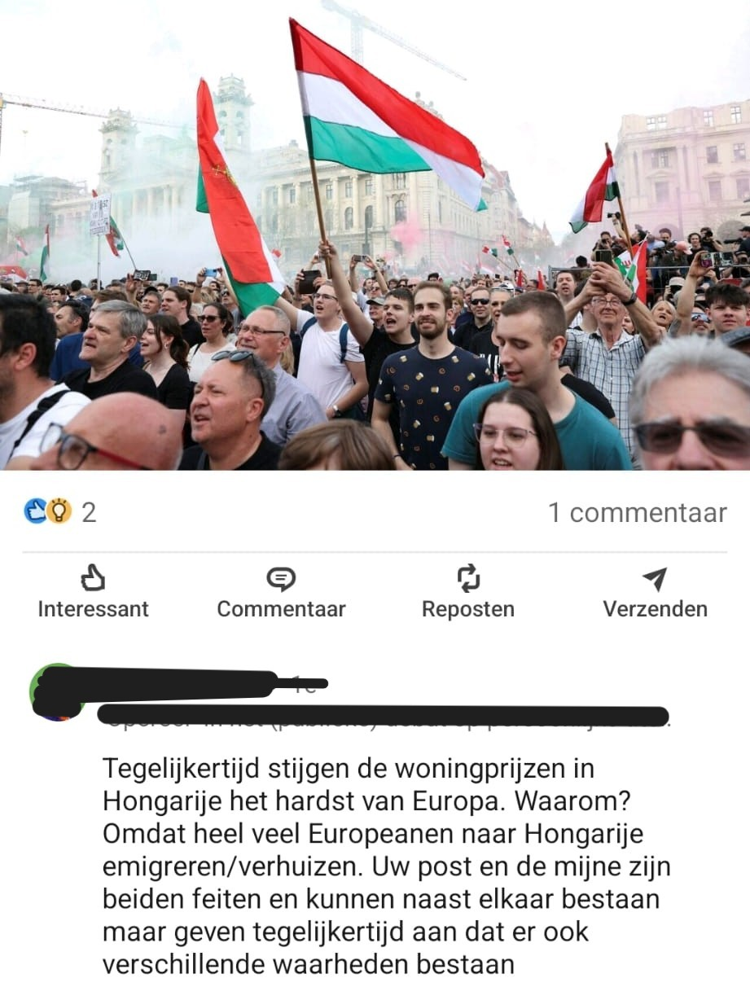 2
1 commentaar
Interessant
Commentaar
Reposten
Verzenden
Tegelijkertijd stijgen de woningprijzen in
Hongarije het hardst van Europa. Waarom?
Omdat heel veel Europeanen naar Hongarije
emigreren/verhuizen. Uw post en de mijne zijn
beiden feiten en kunnen naast elkaar bestaan
maar geven tegelijkertijd aan dat er ook
verschillende waarheden bestaan